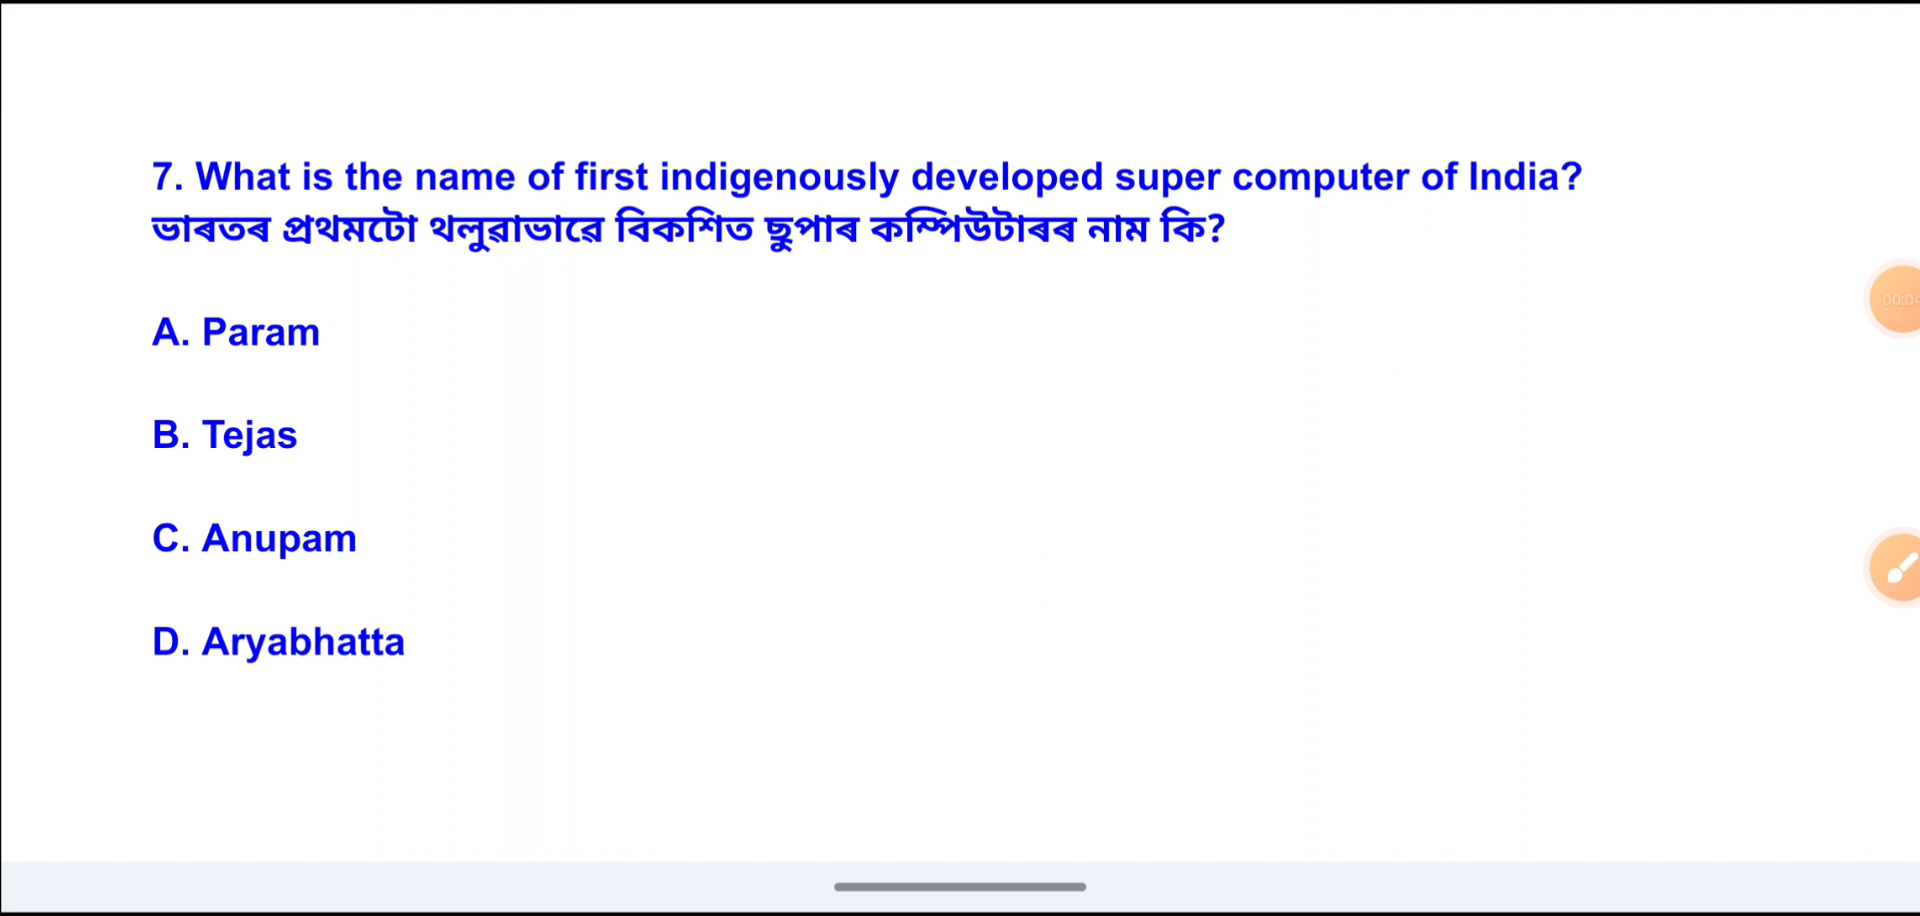 7. What is the name of first indigenously developed super computer of India?
ভাৰতৰ প্ৰথমটো থলুৱাভাৱে বিকশিত ছুপাৰ কম্পিউটাৰৰ নাম কি?
A. Param
B. Tejas
C. Anupam
D. Aryabhatta